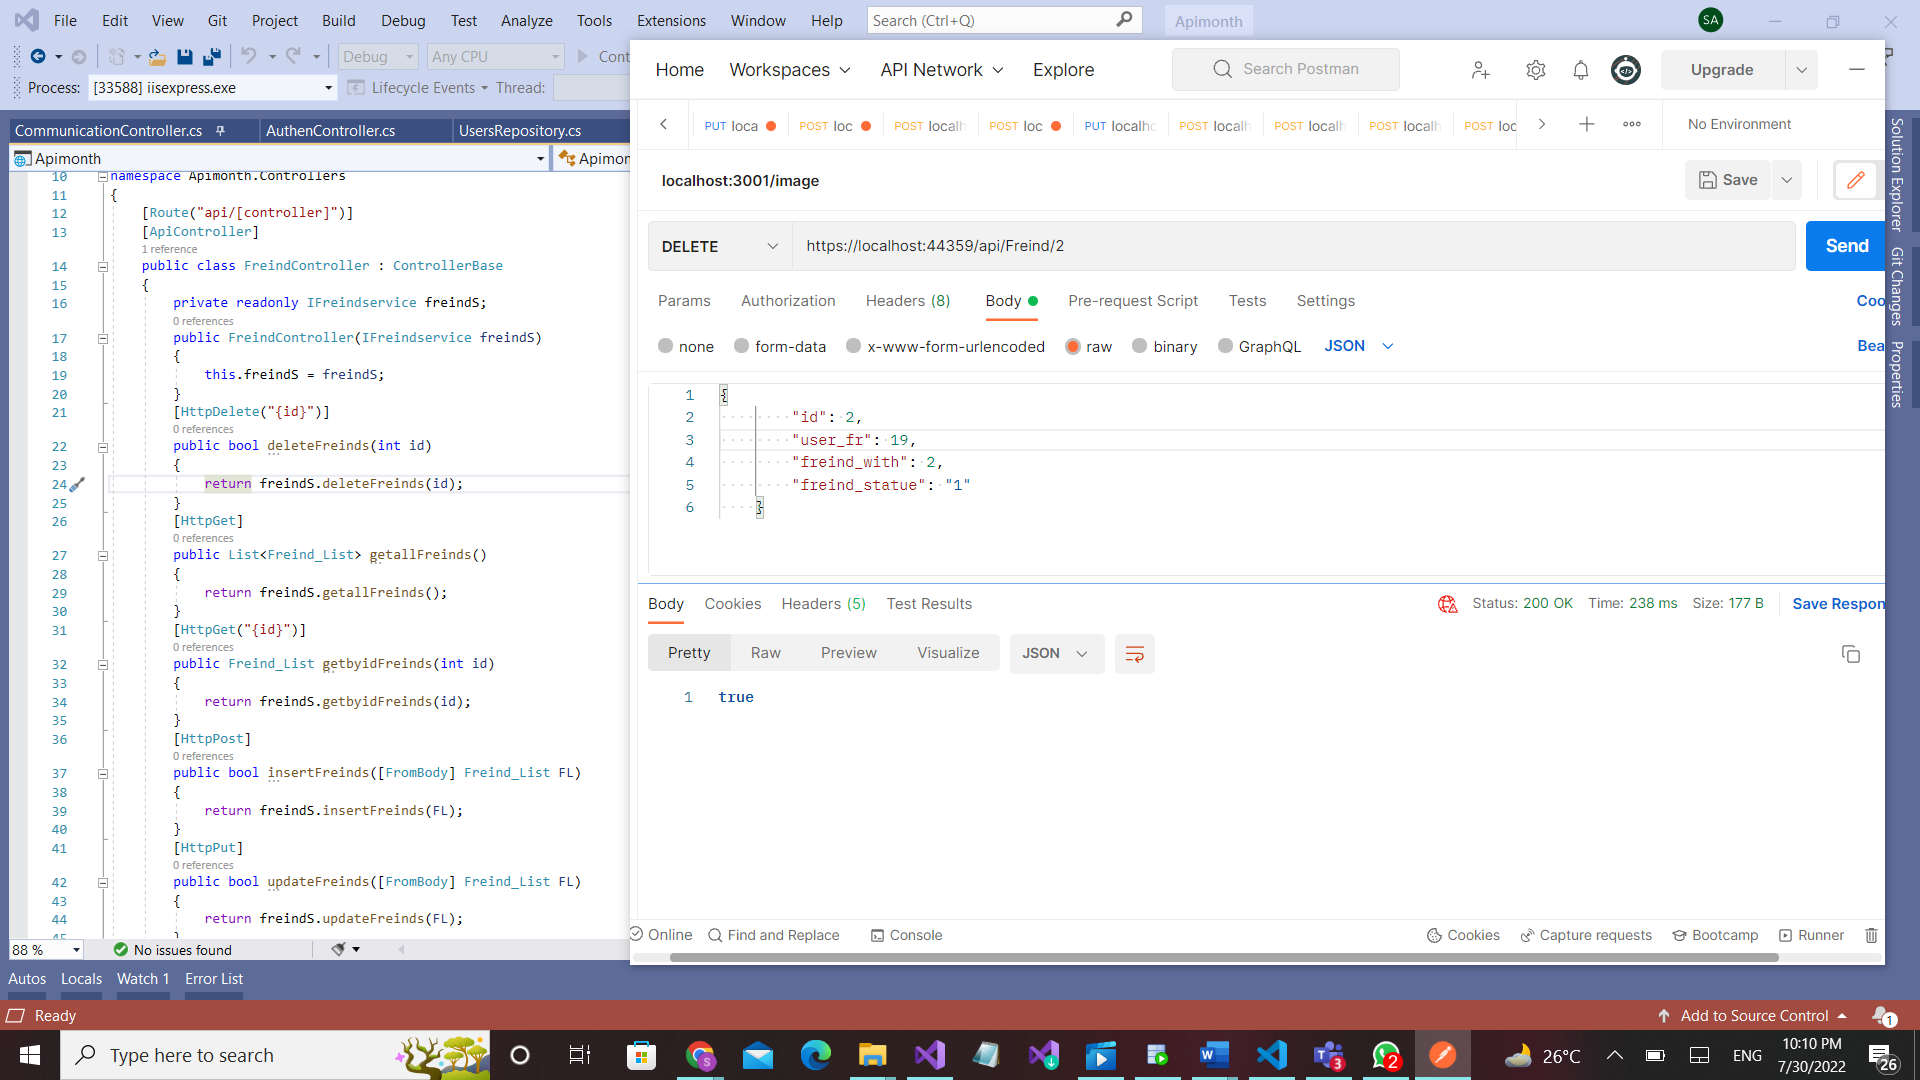 File Edit View Git Project Build Debug Test Analyze Tools Extensions Window Help Search (Ctrl+Q) Apimonth SA
Debug Any CPU Cont
Process: [33588] iisexpress.exe Lifecycle Events Thread:
CommunicationController.cs AuthenController.cs UsersRepository.cs
Apimonth Apimon
10 namespace Apimonth.Controllers
11 {
12 [Route("api/[controller]")]
13 [ApiController]
1 reference
14 public class FreindController : ControllerBase
15 {
16 private readonly IFreindservice freindS;
0 references
17 public FreindController(IFreindservice freindS)
18 {
19 this.freindS = freindS;
20 }
21 [HttpDelete("{id}")]
0 references
22 public bool deleteFreinds(int id)
23 {
24 return freindS.deleteFreinds(id);
25 }
26 [HttpGet]
0 references
27 public List<Freind_List> getallFreinds()
28 {
29 return freindS.getallFreinds();
30 }
31 [HttpGet("{id}")]
0 references
32 public Freind_List getbyidFreinds(int id)
33 {
34 return freindS.getbyidFreinds(id);
35 }
36 [HttpPost]
0 references
37 public bool insertFreinds([FromBody] Freind_List FL)
38 {
39 return freindS.insertFreinds(FL);
40 }
41 [HttpPut]
0 references
42 public bool updateFreinds([FromBody] Freind_List FL)
43 {
44 return freindS.updateFreinds(FL);
45 }
88 % No issues found
Autos Locals Watch 1 Error List
Ready
Home Workspaces API Network Explore Search Postman Upgrade
PUT loca POST loc POST localh POST loc PUT localhc POST localh POST localh POST localh POST loc No Environment
localhost:3001/image Save
DELETE https://localhost:44359/api/Freind/2 Send
Params Authorization Headers (8) Body Pre-request Script Tests Settings Coo
none form-data x-www-form-urlencoded raw binary GraphQL JSON Bea
1 {
2 "id": 2,
3 "user_fr": 19,
4 "freind_with": 2,
5 "freind_statue": "1"
6 }
Body Cookies Headers (5) Test Results Status: 200 OK Time: 238 ms Size: 177 B Save Respon
Pretty Raw Preview Visualize JSON
1 true
Online Find and Replace Console Cookies Capture requests Bootcamp Runner
Solution Explorer
Git Changes
Properties
Add to Source Control 1
Type here to search 3 2 26°C ENG 10:10 PM
7/30/2022 26